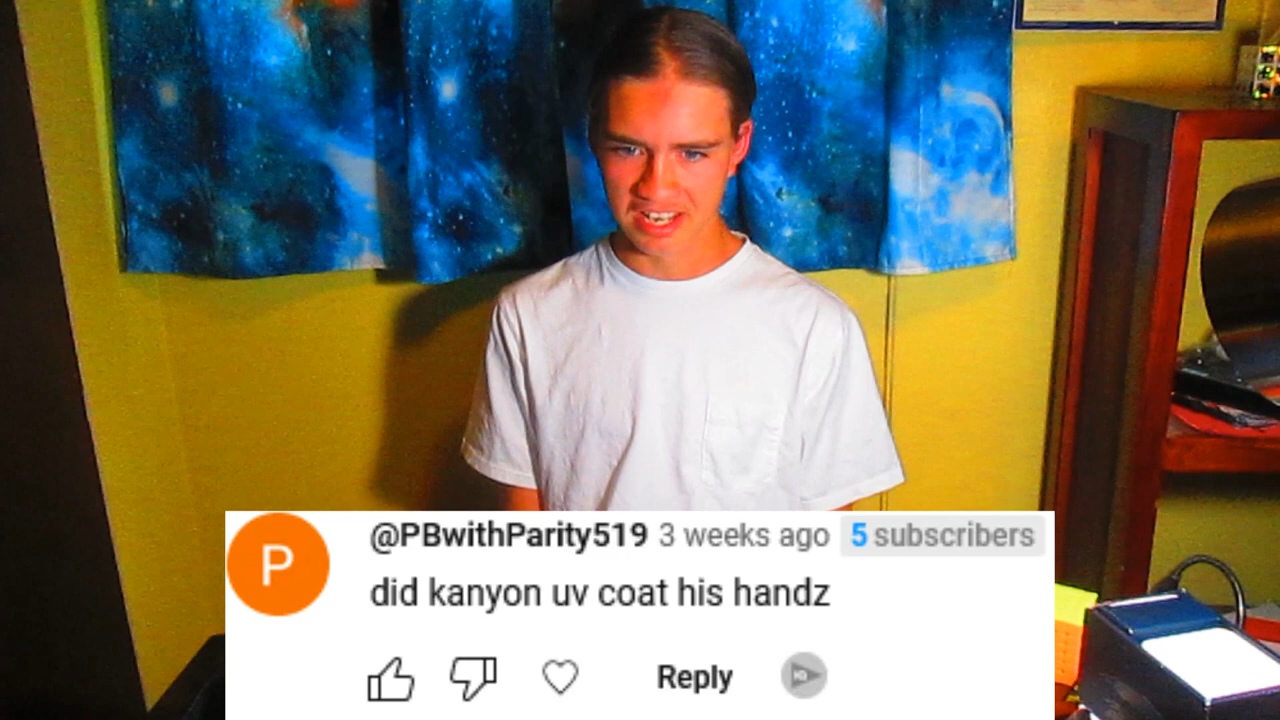 P
@PBwithParity519 3 weeks ago 5 subscribers
did kanyon uv coat his handz
Reply